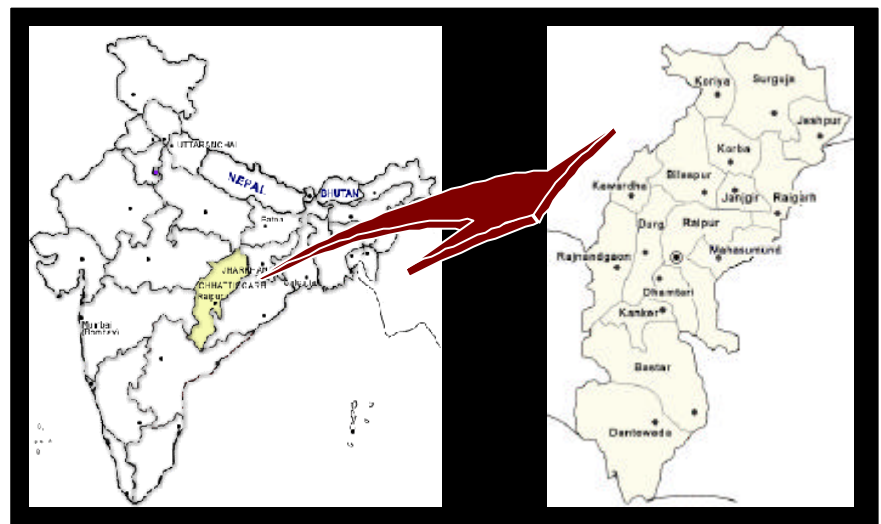 UTTARANCHAL
NEPAL
BHUTAN
Patna
JHARKHAND
CHHATTISGARH
Raipur
Mumbai
(Bombay)
Koriya
Surguja
Jashpur
Korba
Bilaspur
Kawardha
Janjgir
Raigarh
Durg
Raipur
Mahasumund
Rajnandgaon
Dhamtari
Kanker
Bastar
Dantewada